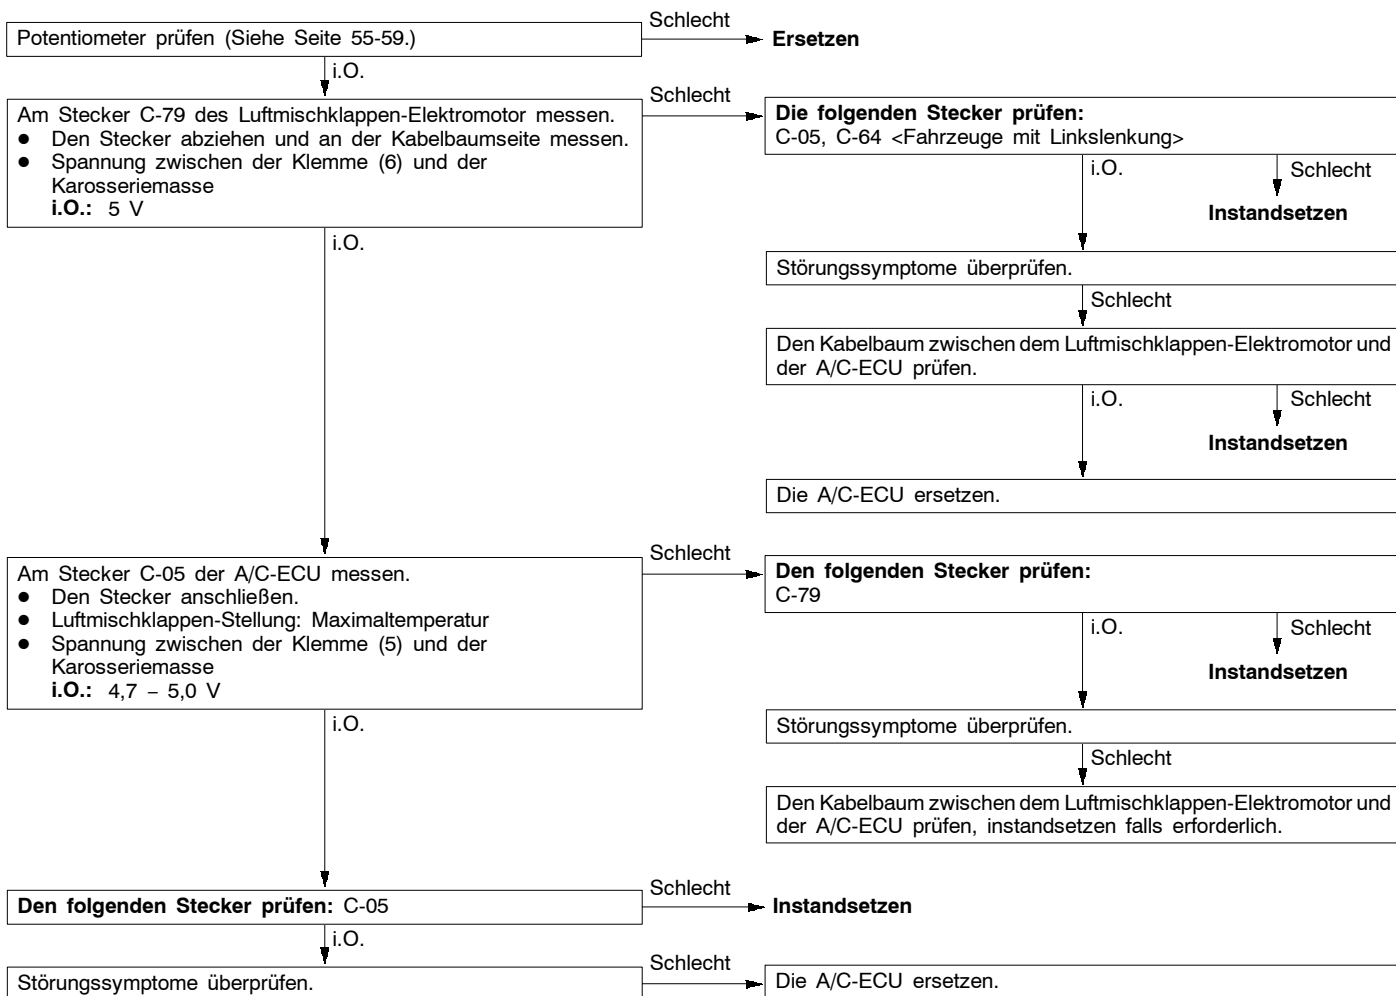 Potentiometer prüfen (Siehe Seite 55-59.)
Schlecht
Ersetzen
i.O.
Am Stecker C-79 des Luftmischklappen-Elektromotor messen.
● Den Stecker abziehen und an der Kabelbaumseite messen.
● Spannung zwischen der Klemme (6) und der
Karosseriemasse
i.O.: 5 V
Schlecht
Die folgenden Stecker prüfen:
C-05, C-64 <Fahrzeuge mit Linkslenkung>
i.O.
Schlecht
Instandsetzen
Störungssymptome überprüfen.
Schlecht
Den Kabelbaum zwischen dem Luftmischklappen-Elektromotor und
der A/C-ECU prüfen.
i.O.
Schlecht
Instandsetzen
Die A/C-ECU ersetzen.
i.O.
Am Stecker C-05 der A/C-ECU messen.
● Den Stecker anschließen.
● Luftmischklappen-Stellung: Maximaltemperatur
● Spannung zwischen der Klemme (5) und der
Karosseriemasse
i.O.: 4,7 – 5,0 V
Schlecht
Den folgenden Stecker prüfen:
C-79
i.O.
Schlecht
Instandsetzen
Störungssymptome überprüfen.
Schlecht
Den Kabelbaum zwischen dem Luftmischklappen-Elektromotor und
der A/C-ECU prüfen, instandsetzen falls erforderlich.
i.O.
Den folgenden Stecker prüfen: C-05
Schlecht
Instandsetzen
i.O.
Störungssymptome überprüfen.
Schlecht
Die A/C-ECU ersetzen.